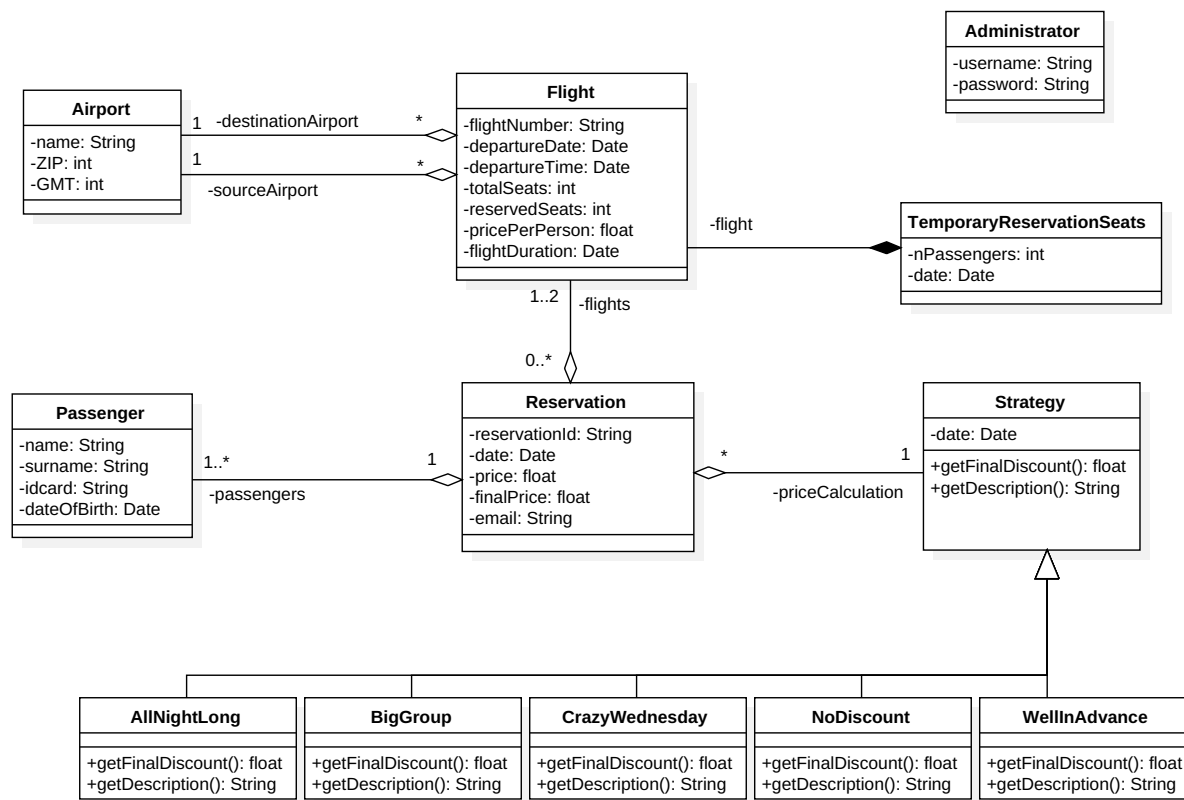 Administrator
-username: String
-password: String
Airport
-name: String
-ZIP: int
-GMT: int
1 -destinationAirport *
1 *
-sourceAirport
Flight
-flightNumber: String
-departureDate: Date
-departureTime: Date
-totalSeats: int
-reservedSeats: int
-pricePerPerson: float
-flightDuration: Date
-flight
TemporaryReservationSeats
-nPassengers: int
-date: Date
1..2
-flights
0..*
Passenger
-name: String
-surname: String
-idcard: String
-dateOfBirth: Date
1..* 1
-passengers
Reservation
-reservationId: String
-date: Date
-price: float
-finalPrice: float
-email: String
* 1
-priceCalculation
Strategy
-date: Date
+getFinalDiscount(): float
+getDescription(): String
AllNightLong
+getFinalDiscount(): float
+getDescription(): String
BigGroup
+getFinalDiscount(): float
+getDescription(): String
CrazyWednesday
+getFinalDiscount(): float
+getDescription(): String
NoDiscount
+getFinalDiscount(): float
+getDescription(): String
WellInAdvance
+getFinalDiscount(): float
+getDescription(): String